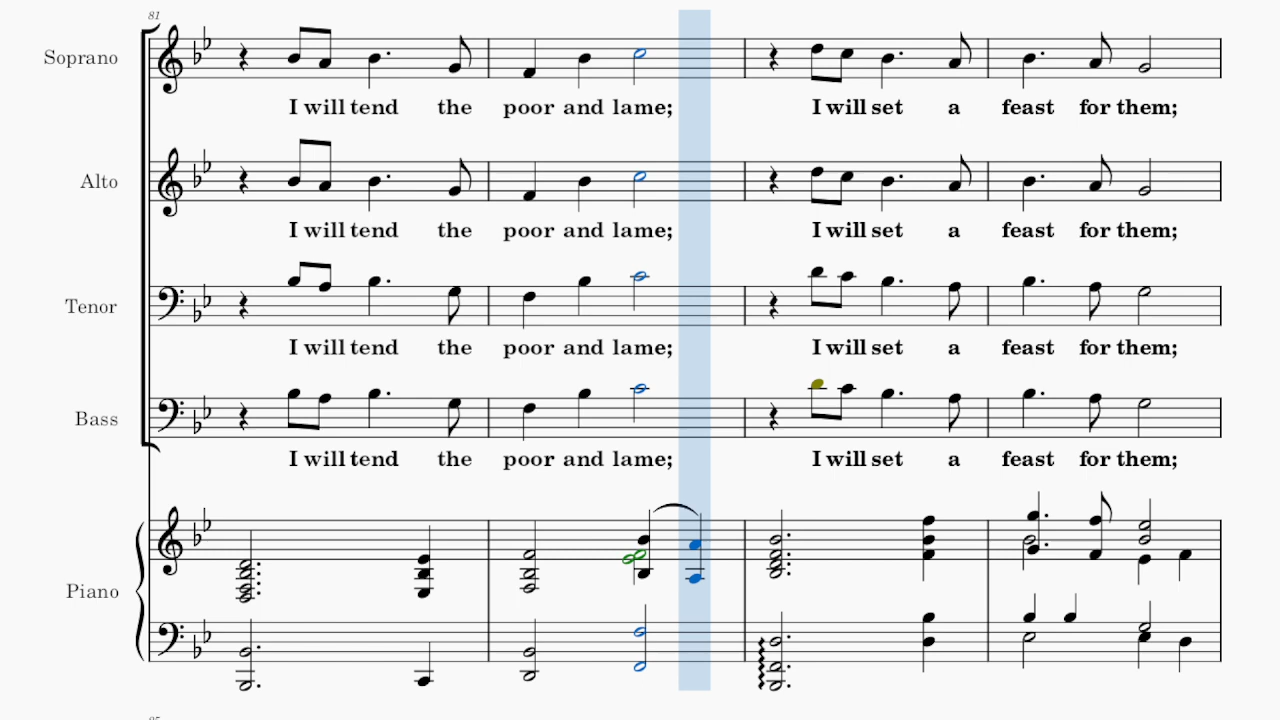 81
Soprano
I will tend the poor and lame; I will set a feast for them;
Alto
I will tend the poor and lame; I will set a feast for them;
Tenor
I will tend the poor and lame; I will set a feast for them;
Bass
I will tend the poor and lame; I will set a feast for them;
Piano